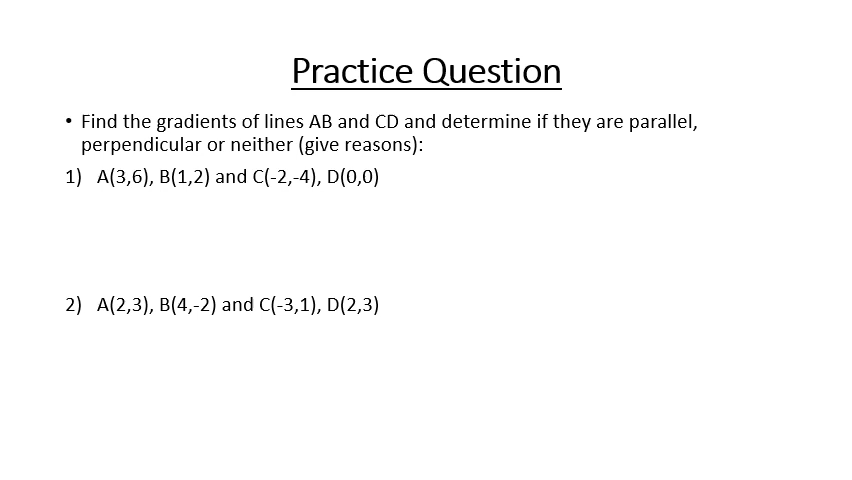 Practice Question
• Find the gradients of lines AB and CD and determine if they are parallel,
perpendicular or neither (give reasons):
1) A(3,6), B(1,2) and C(-2,-4), D(0,0)
2) A(2,3), B(4,-2) and C(-3,1), D(2,3)